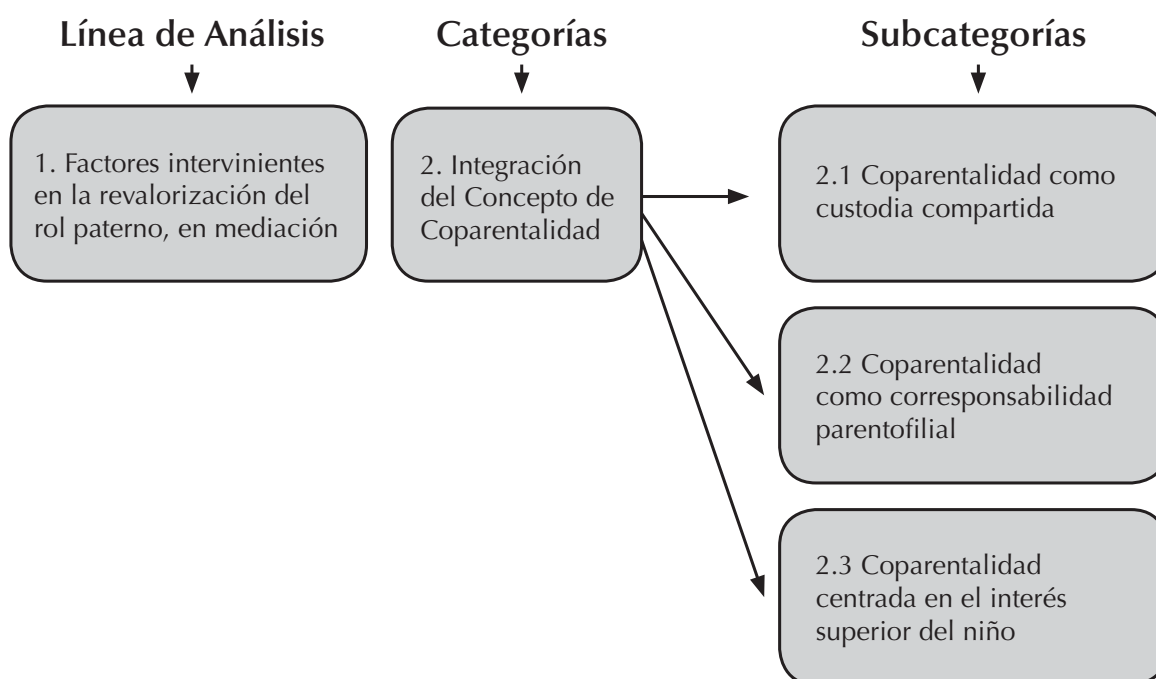 Línea de Análisis
Categorías
Subcategorías
1. Factores intervinientes
en la revalorización del
rol paterno, en mediación
2. Integración
del Concepto de
Coparentalidad
2.1 Coparentalidad como
custodia compartida
2.2 Coparentalidad
como corresponsabilidad
parentofilial
2.3 Coparentalidad
centrada en el interés
superior del niño